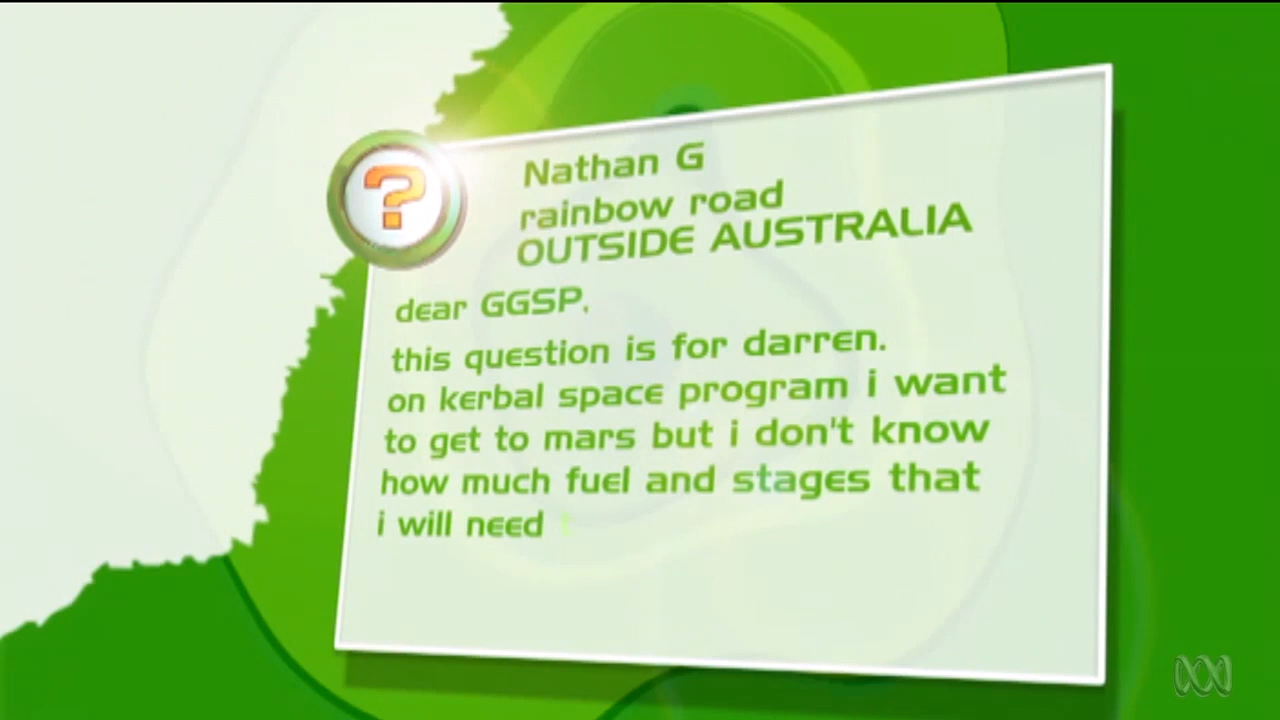 Nathan G
rainbow road
OUTSIDE AUSTRALIA
dear GGSP,
this question is for darren.
on kerbal space program i want
to get to mars but i don't know
how much fuel and stages that
i will need t
?